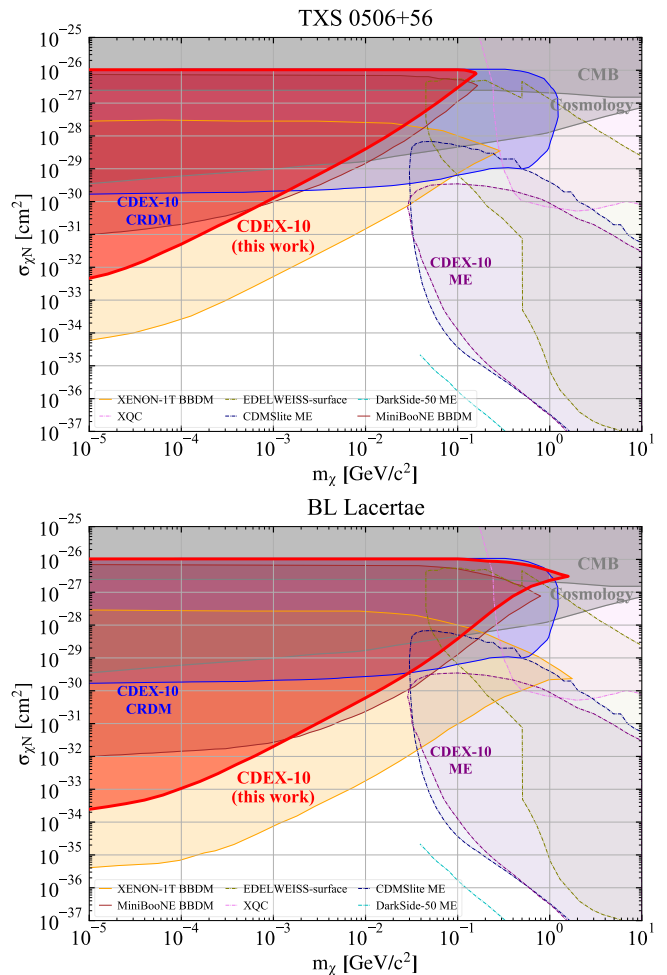 TXS 0506+56
10⁻²⁵
10⁻²⁶
10⁻²⁷
10⁻²⁸
10⁻²⁹
10⁻³⁰
10⁻³¹
10⁻³²
10⁻³³
10⁻³⁴
10⁻³⁵
10⁻³⁶
10⁻³⁷
σχN [cm²]
CMB
Cosmology
CDEX-10
CRDM
CDEX-10
(this work)
CDEX-10
ME
XENON-1T BBDM EDELWEISS-surface DarkSide-50 ME
XQC CDMSlite ME MiniBooNE BBDM
10⁻⁵ 10⁻⁴ 10⁻³ 10⁻² 10⁻¹ 10⁰ 10
mχ [GeV/c²]
BL Lacertae
10⁻²⁵
10⁻²⁶
10⁻²⁷
10⁻²⁸
10⁻²⁹
10⁻³⁰
10⁻³¹
10⁻³²
10⁻³³
10⁻³⁴
10⁻³⁵
10⁻³⁶
10⁻³⁷
σχN [cm²]
CMB
Cosmology
CDEX-10
CRDM
CDEX-10
(this work)
CDEX-10
ME
XENON-1T BBDM EDELWEISS-surface CDMSlite ME
MiniBooNE BBDM XQC DarkSide-50 ME
10⁻⁵ 10⁻⁴ 10⁻³ 10⁻² 10⁻¹ 10⁰ 10
mχ [GeV/c²]